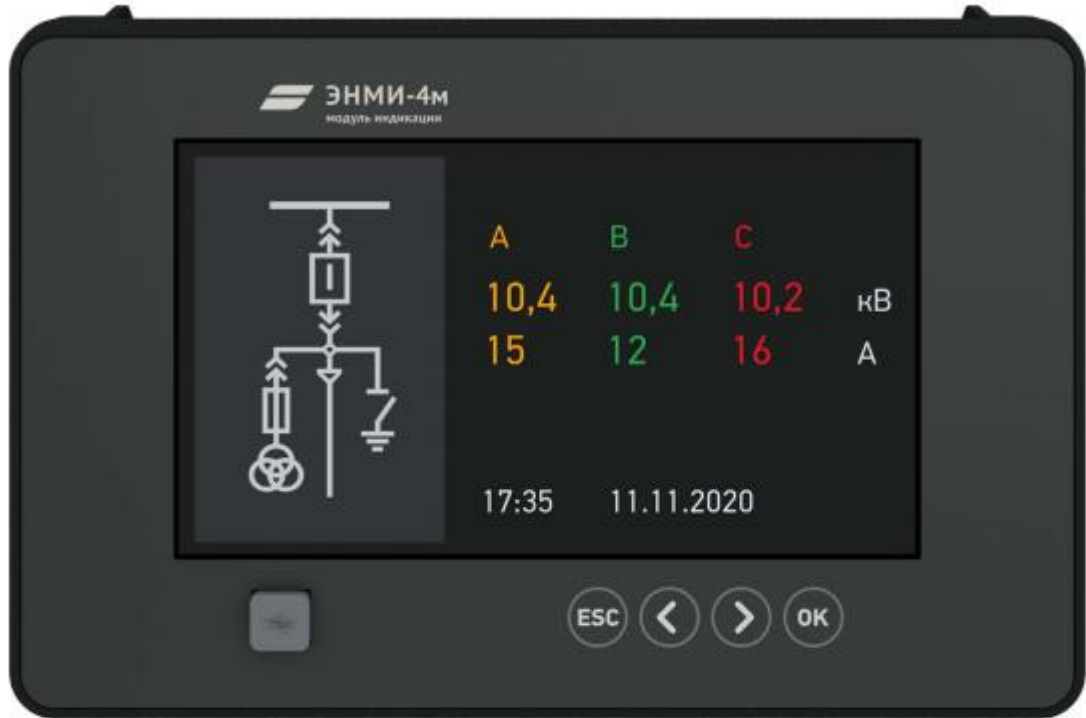 ЭНМИ-4м
модуль индикации
A B C
10,4 10,4 10,2 кВ
15 12 16 А
17:35 11.11.2020
ESC OK